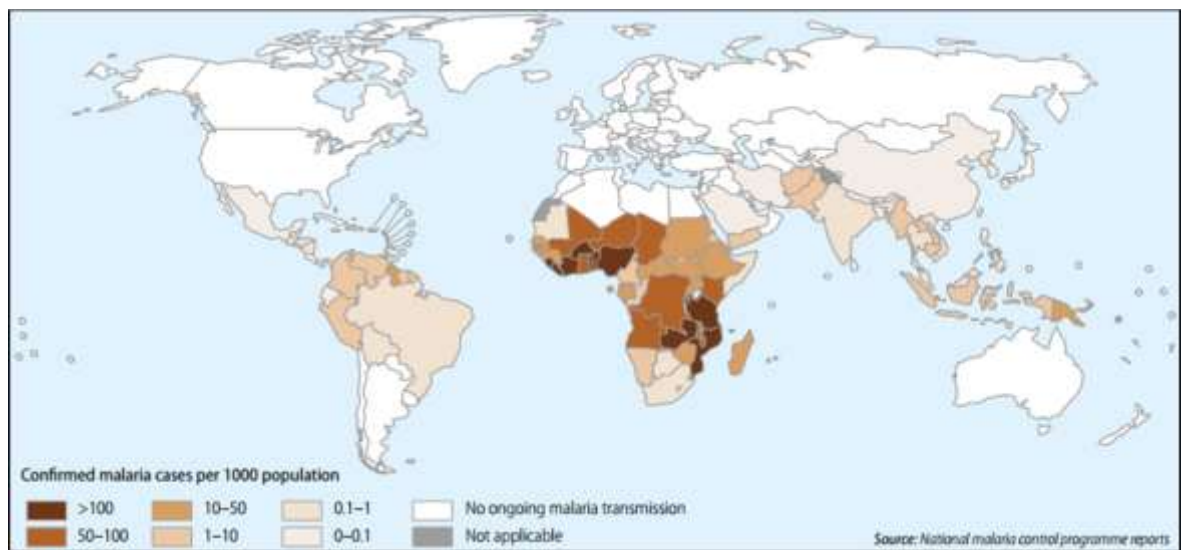 Confirmed malaria cases per 1000 population
>100
10–50
0.1–1
No ongoing malaria transmission
50–100
1–10
0–0.1
Not applicable
Source: National malaria control programme reports